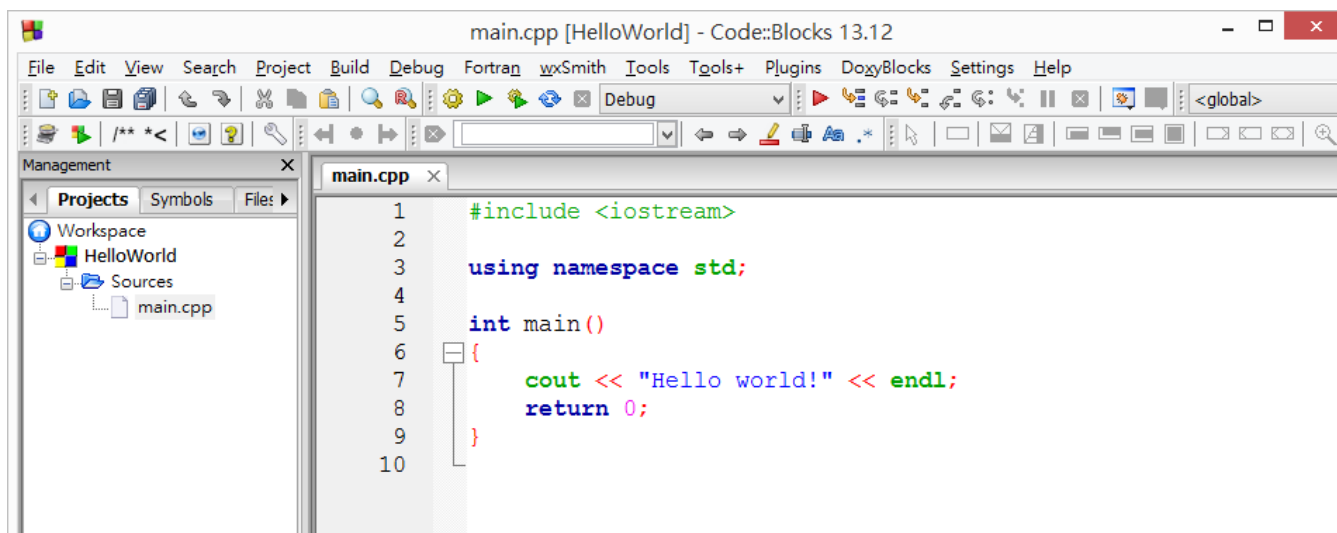 main.cpp [HelloWorld] - Code::Blocks 13.12
File Edit View Search Project Build Debug Fortran wxSmith Tools Tools+ Plugins DoxyBlocks Settings Help
Debug <global>
/** *<
Management
Projects Symbols Files
main.cpp
Workspace
HelloWorld
Sources
main.cpp
1 #include <iostream>
2
3 using namespace std;
4
5 int main()
6 {
7 cout << "Hello world!" << endl;
8 return 0;
9 }
10